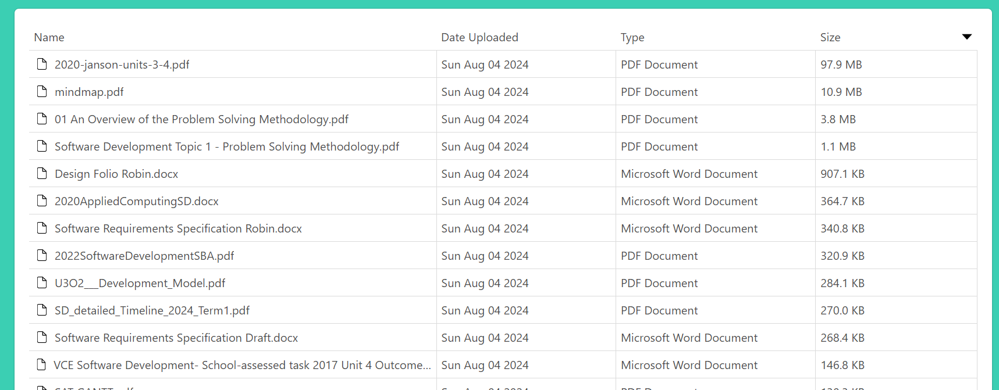 Name Date Uploaded Type Size
2020-janson-units-3-4.pdf Sun Aug 04 2024 PDF Document 97.9 MB
mindmap.pdf Sun Aug 04 2024 PDF Document 10.9 MB
01 An Overview of the Problem Solving Methodology.pdf Sun Aug 04 2024 PDF Document 3.8 MB
Software Development Topic 1 - Problem Solving Methodology.pdf Sun Aug 04 2024 PDF Document 1.1 MB
Design Folio Robin.docx Sun Aug 04 2024 Microsoft Word Document 907.1 KB
2020AppliedComputingSD.docx Sun Aug 04 2024 Microsoft Word Document 364.7 KB
Software Requirements Specification Robin.docx Sun Aug 04 2024 Microsoft Word Document 340.8 KB
2022SoftwareDevelopmentSBA.pdf Sun Aug 04 2024 PDF Document 320.9 KB
U3O2___Development_Model.pdf Sun Aug 04 2024 PDF Document 284.1 KB
SD_detailed_Timeline_2024_Term1.pdf Sun Aug 04 2024 PDF Document 270.0 KB
Software Requirements Specification Draft.docx Sun Aug 04 2024 Microsoft Word Document 268.4 KB
VCE Software Development- School-assessed task 2017 Unit 4 Outcome... Sun Aug 04 2024 Microsoft Word Document 146.8 KB